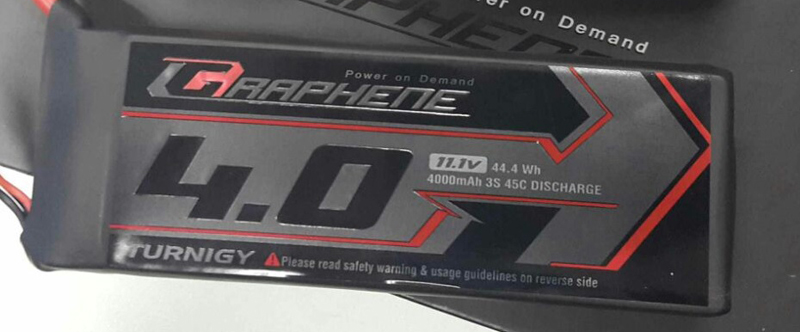 er on Demand
GRAPHENE
Power on Demand
GRAPHENE
4.0
11.1V 44.4 Wh
4000mAh 3S 45C DISCHARGE
TURNIGY
Please read safety warning & usage guidelines on reverse side